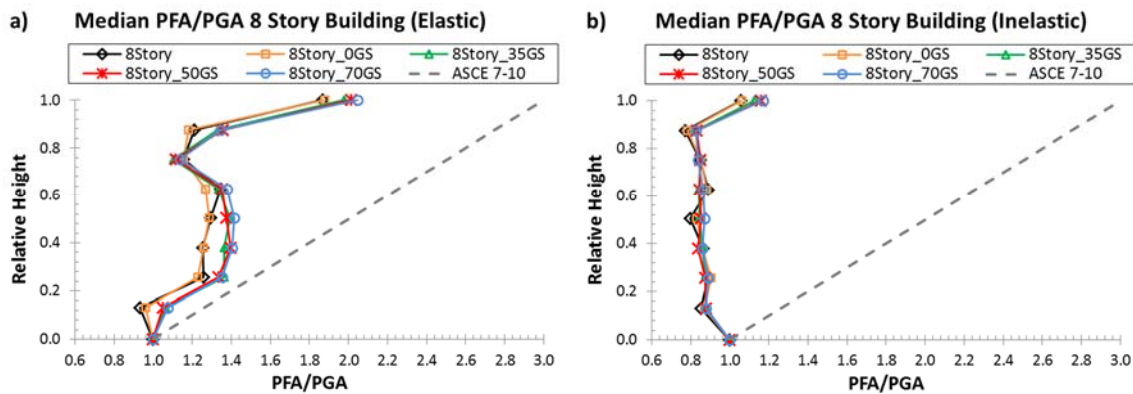 a) Median PFA/PGA 8 Story Building (Elastic)
8Story 8Story_0GS 8Story_35GS
8Story_50GS 8Story_70GS ASCE 7-10
1.0
0.8
0.6
0.4
0.2
0.0
Relative Height
0.6 0.8 1.0 1.2 1.4 1.6 1.8 2.0 2.2 2.4 2.6 2.8 3.0
PFA/PGA
b) Median PFA/PGA 8 Story Building (Inelastic)
8Story 8Story_0GS 8Story_35GS
8Story_50GS 8Story_70GS ASCE 7-10
1.0
0.8
0.6
0.4
0.2
0.0
Relative Height
0.6 0.8 1.0 1.2 1.4 1.6 1.8 2.0 2.2 2.4 2.6 2.8 3.0
PFA/PGA